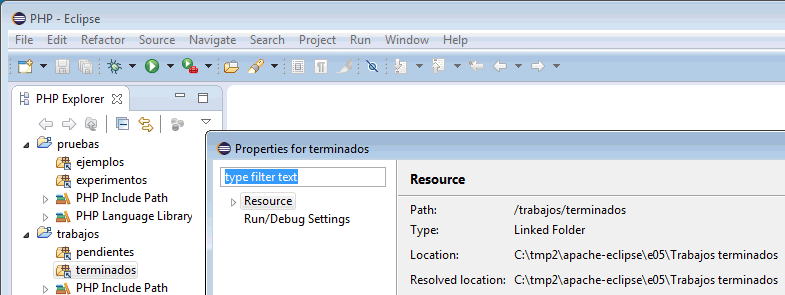 PHP - Eclipse
File Edit Refactor Source Navigate Search Project Run Window Help
PHP Explorer
pruebas
ejemplos
experimentos
PHP Include Path
PHP Language Library
trabajos
pendientes
terminados
PHP Include Path
Properties for terminados
type filter text
Resource
Run/Debug Settings
Resource
Path: /trabajos/terminados
Type: Linked Folder
Location: C:\tmp2\apache-eclipse\e05\Trabajos terminados
Resolved location: C:\tmp2\apache-eclipse\e05\Trabajos terminados